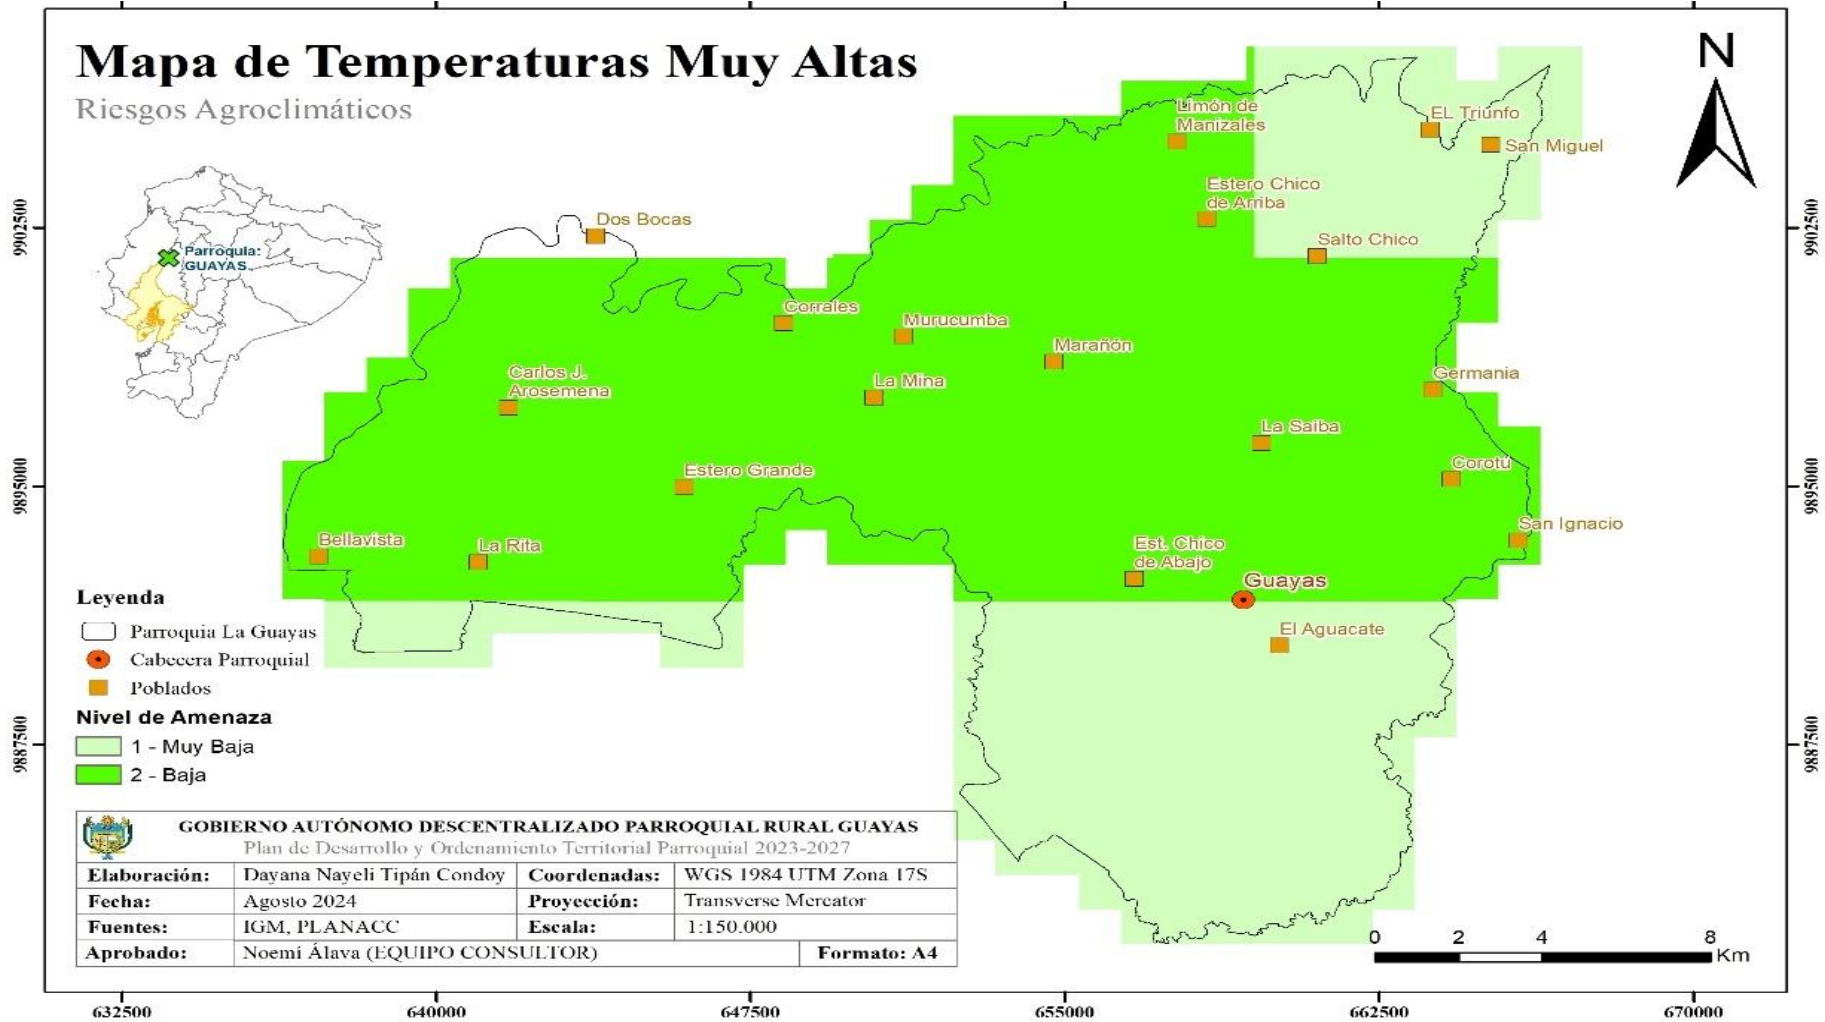 Mapa de Temperaturas Muy Altas
Riesgos Agroclimáticos
N
Parroquia:
GUAYAS
Limón de
Manizales
EL Triunfo
San Miguel
Estero Chico
de Arriba
Salto Chico
Dos Bocas
Corrales
Murucumba
Marañón
Carlos J.
Arosemena
La Mina
Germania
La Saiba
Corotú
Estero Grande
San Ignacio
Bellavista
La Rita
Est. Chico
de Abajo
Guayas
El Aguacate
Leyenda
Parroquia La Guayas
Cabecera Parroquial
Poblados
Nivel de Amenaza
1 - Muy Baja
2 - Baja
GOBIERNO AUTÓNOMO DESCENTRALIZADO PARROQUIAL RURAL GUAYAS
Plan de Desarrollo y Ordenamiento Territorial Parroquial 2023-2027
Elaboración: Dayana Nayeli Tipán Condoy Coordenadas: WGS 1984 UTM Zona 17S
Fecha: Agosto 2024 Proyección: Transverse Mercator
Fuentes: IGM, PLANACC Escala: 1:150.000
Aprobado: Noemí Álava (EQUIPO CONSULTOR) Formato: A4
0 2 4 8
Km
9902500
9895000
9887500
9902500
9895000
9887500
632500 640000 647500 655000 662500 670000